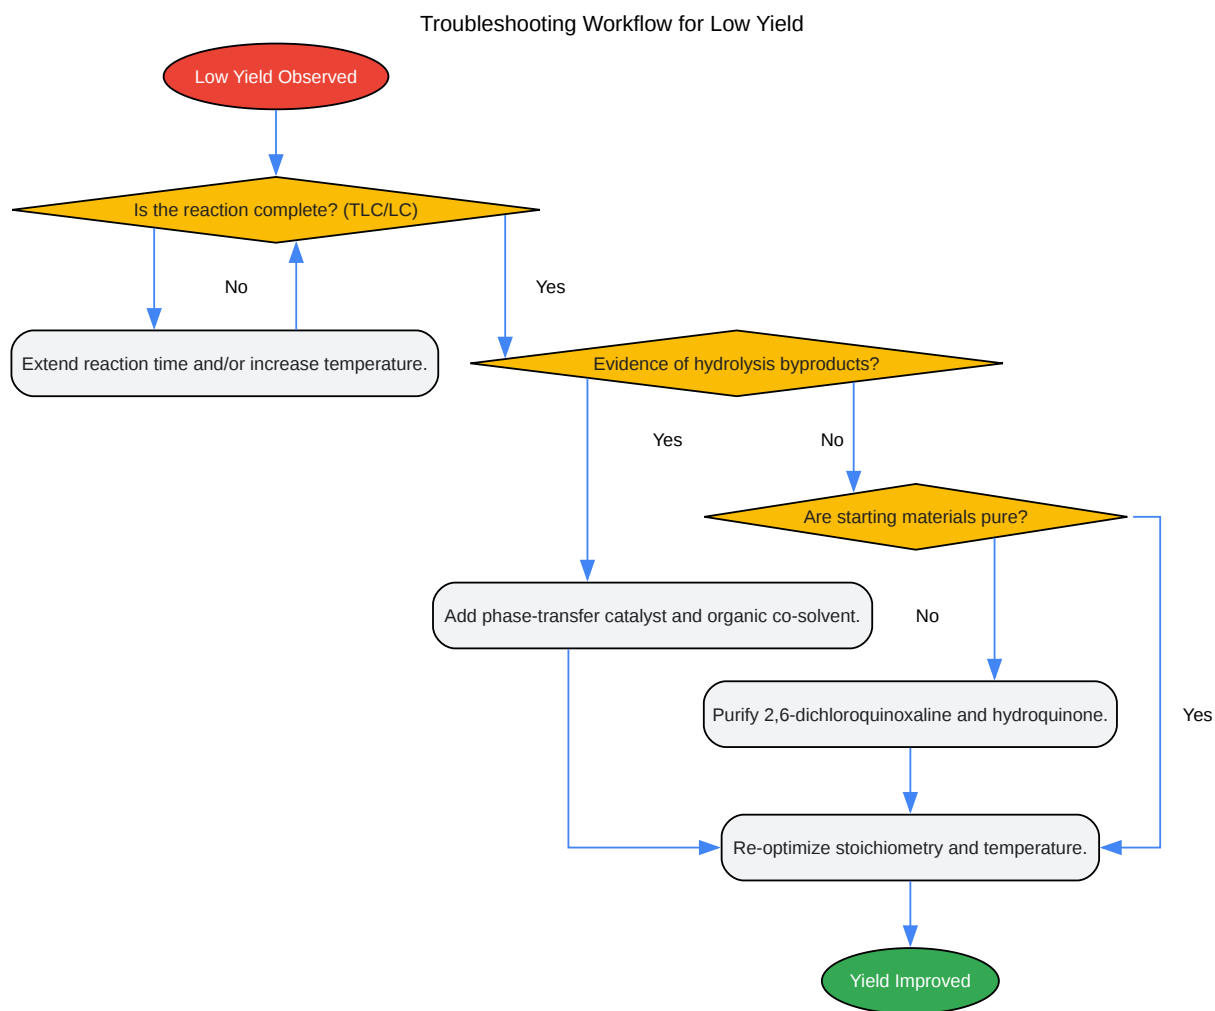 Troubleshooting Workflow for Low Yield
Low Yield Observed
Is the reaction complete? (TLC/LC)
No
Yes
Extend reaction time and/or increase temperature.
Evidence of hydrolysis byproducts?
Yes
No
Are starting materials pure?
Add phase-transfer catalyst and organic co-solvent.
No
Purify 2,6-dichloroquinoxaline and hydroquinone.
Yes
Re-optimize stoichiometry and temperature.
Yield Improved